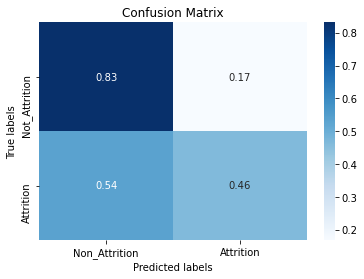 Confusion Matrix
True labels
Not_Attrition
Attrition
0.83 0.17
0.54 0.46
Non_Attrition Attrition
Predicted labels
0.8
0.7
0.6
0.5
0.4
0.3
0.2